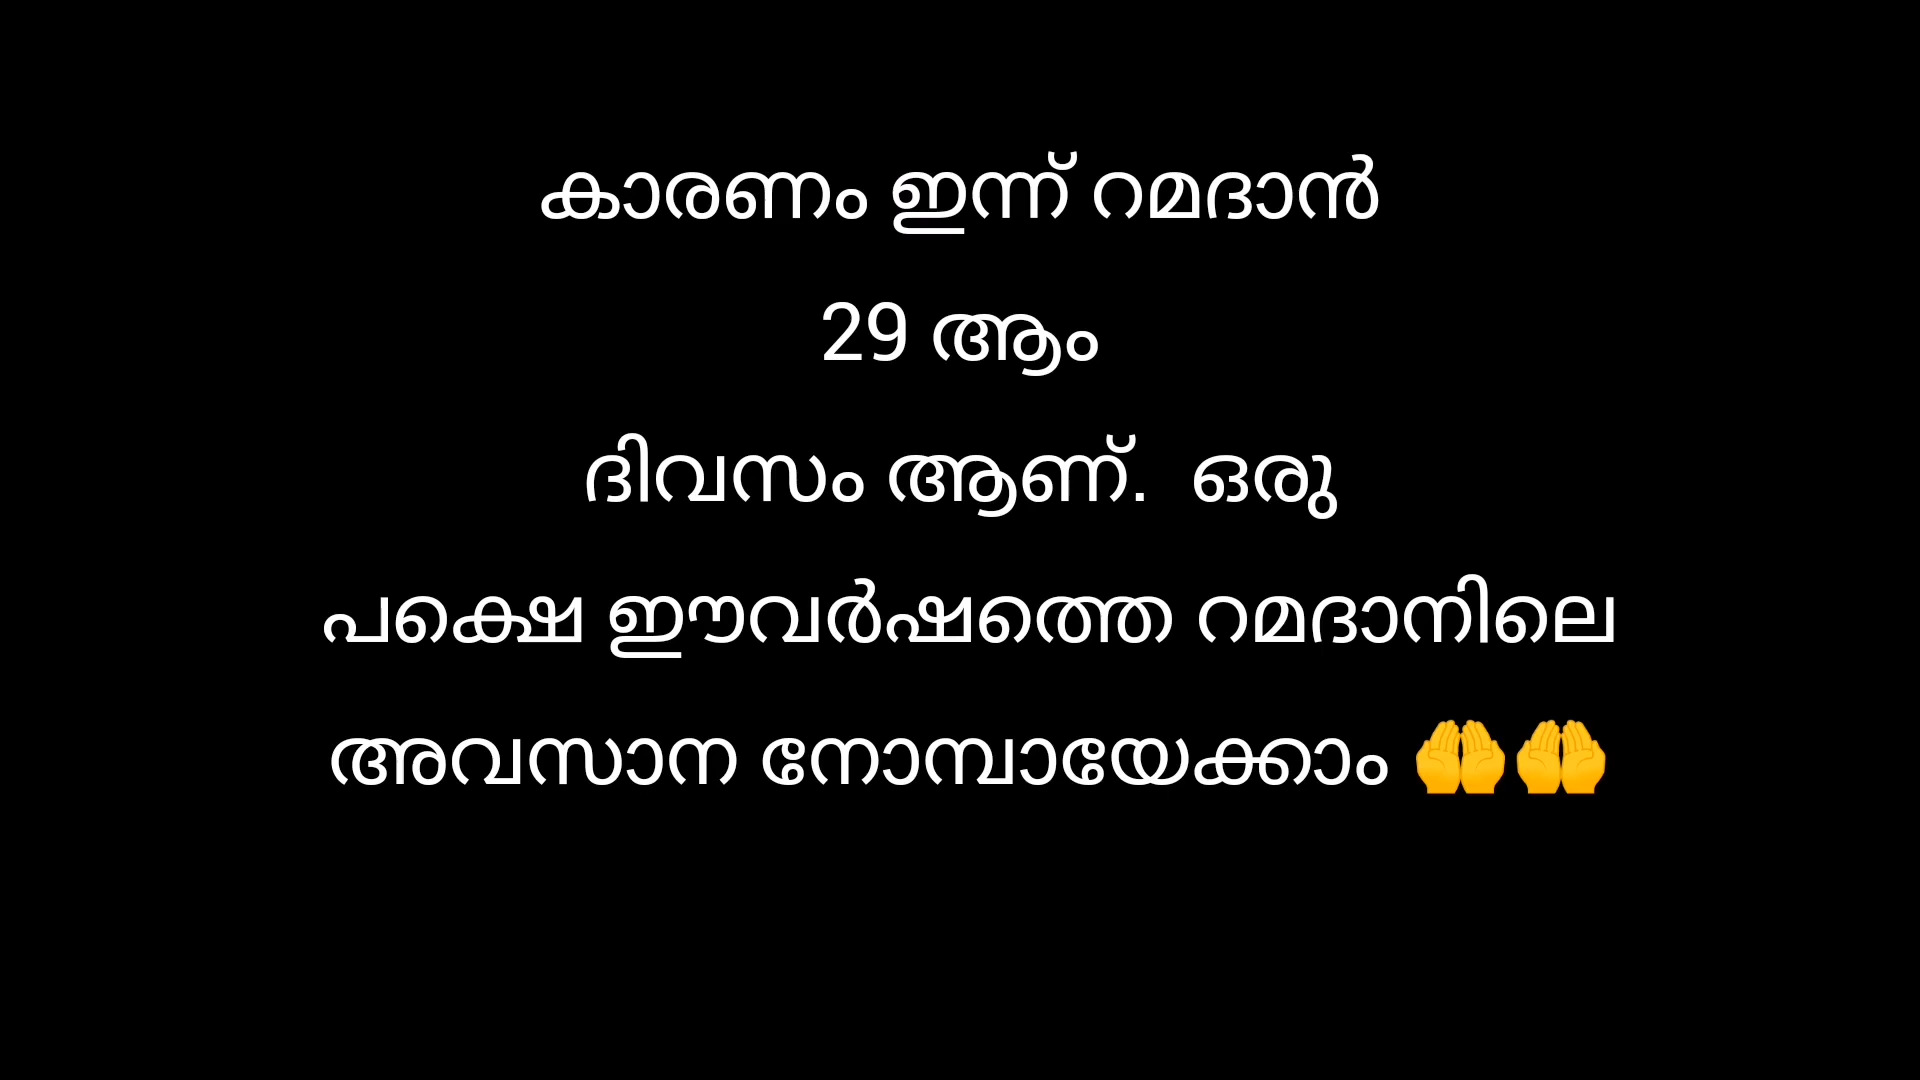 കാരണം ഇന്ന് റമദാൻ
29 ആം
ദിവസം ആണ്.  ഒരു
പക്ഷെ ഈവർഷത്തെ റമദാനിലെ
അവസാന നോമ്പായേക്കാം 🤲🤲